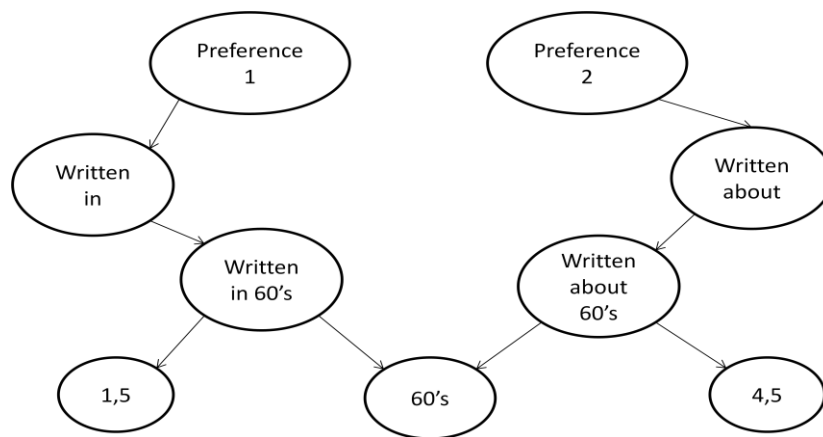 Preference
1
Preference
2
Written
in
Written
about
Written
in 60's
Written
about
60's
1,5
60's
4,5